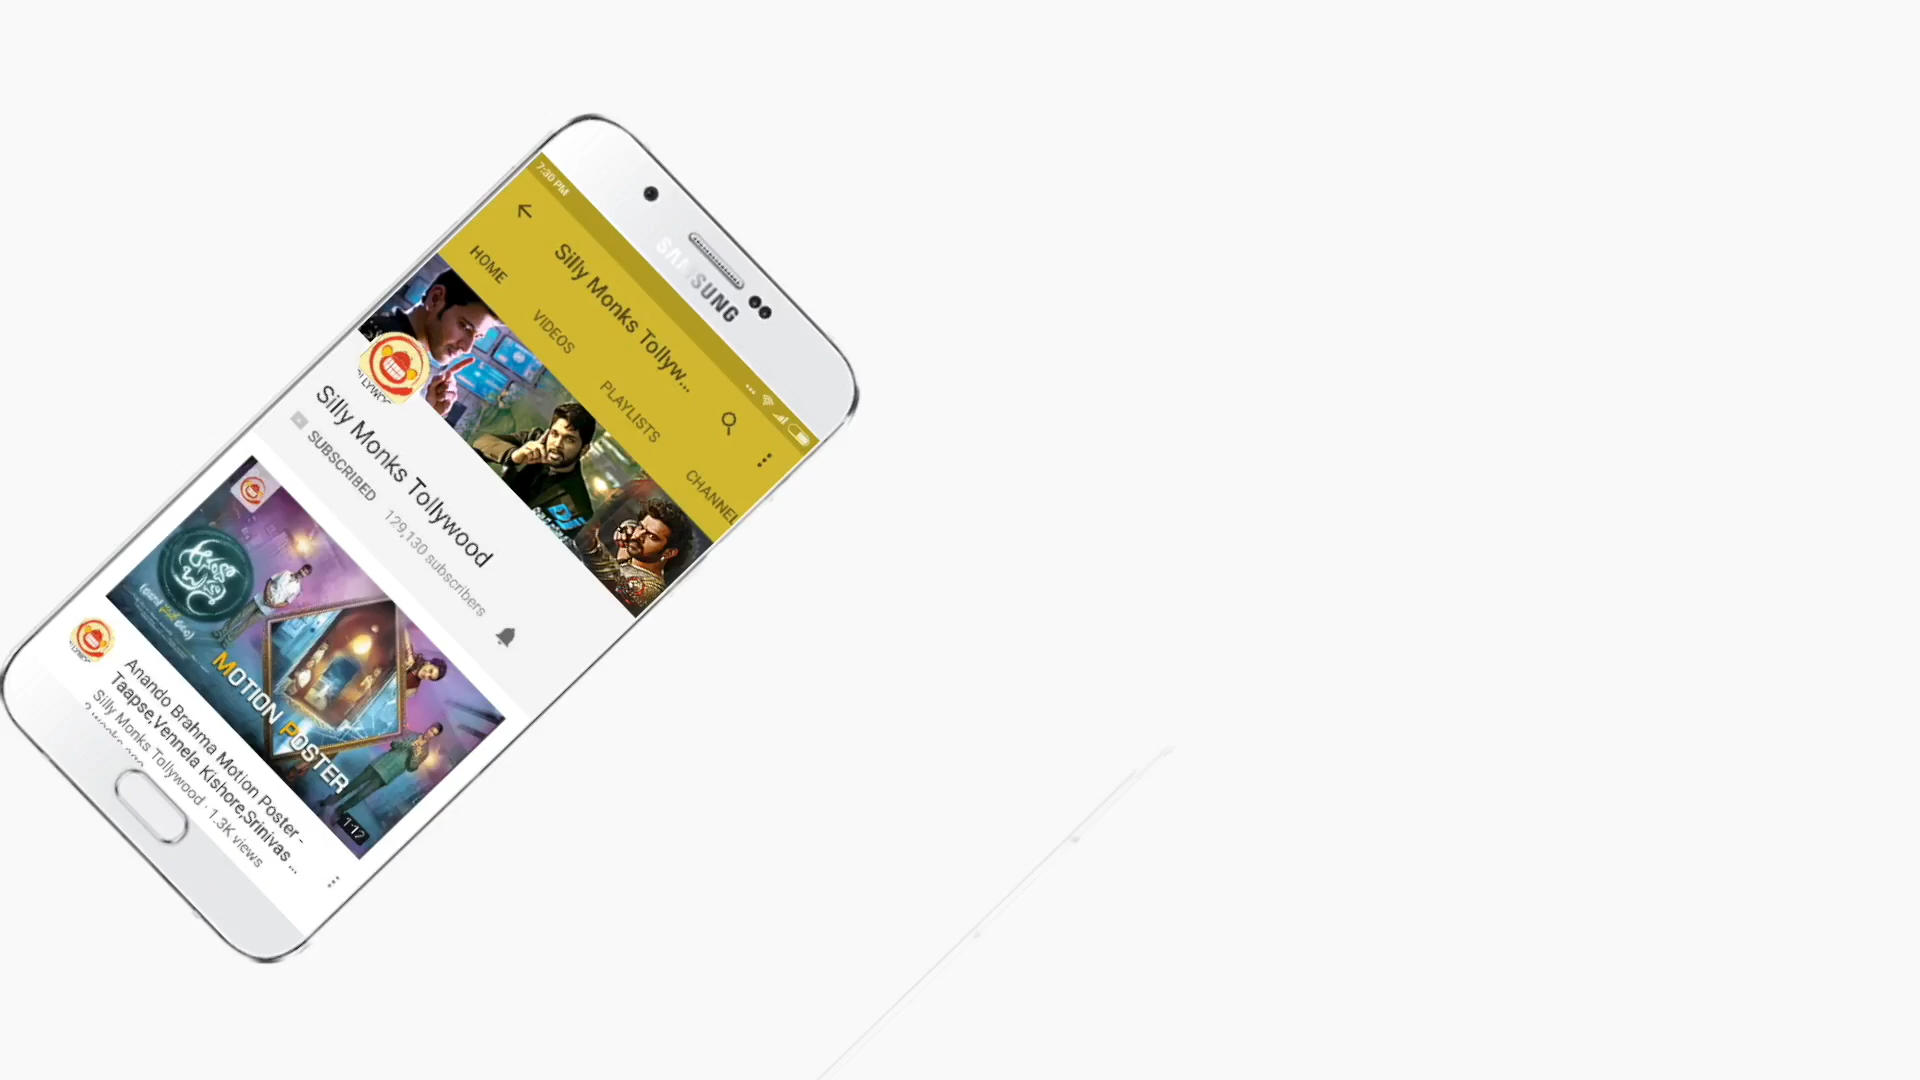 SAMSUNG
7:30 PM
Silly Monks Tollyw...
HOME
VIDEOS
PLAYLISTS
CHANNEL
DJ
Silly Monks Tollywood
SUBSCRIBED
129,130 subscribers
MOTION POSTER
1:12
Anando Brahma Motion Poster -
Taapse,Vennela Kishore,Srinivas ...
Silly Monks Tollywood · 1.3K views